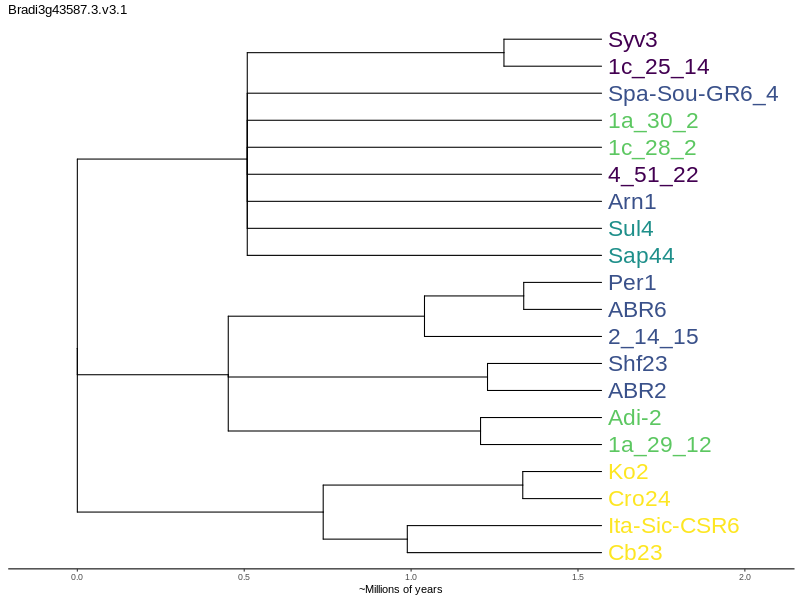 Bradi3g43587.3.v3.1
Syv3
1c_25_14
Spa-Sou-GR6_4
1a_30_2
1c_28_2
4_51_22
Arn1
Sul4
Sap44
Per1
ABR6
2_14_15
Shf23
ABR2
Adi-2
1a_29_12
Ko2
Cro24
Ita-Sic-CSR6
Cb23
0.0 0.5 1.0 1.5 2.0
~Millions of years